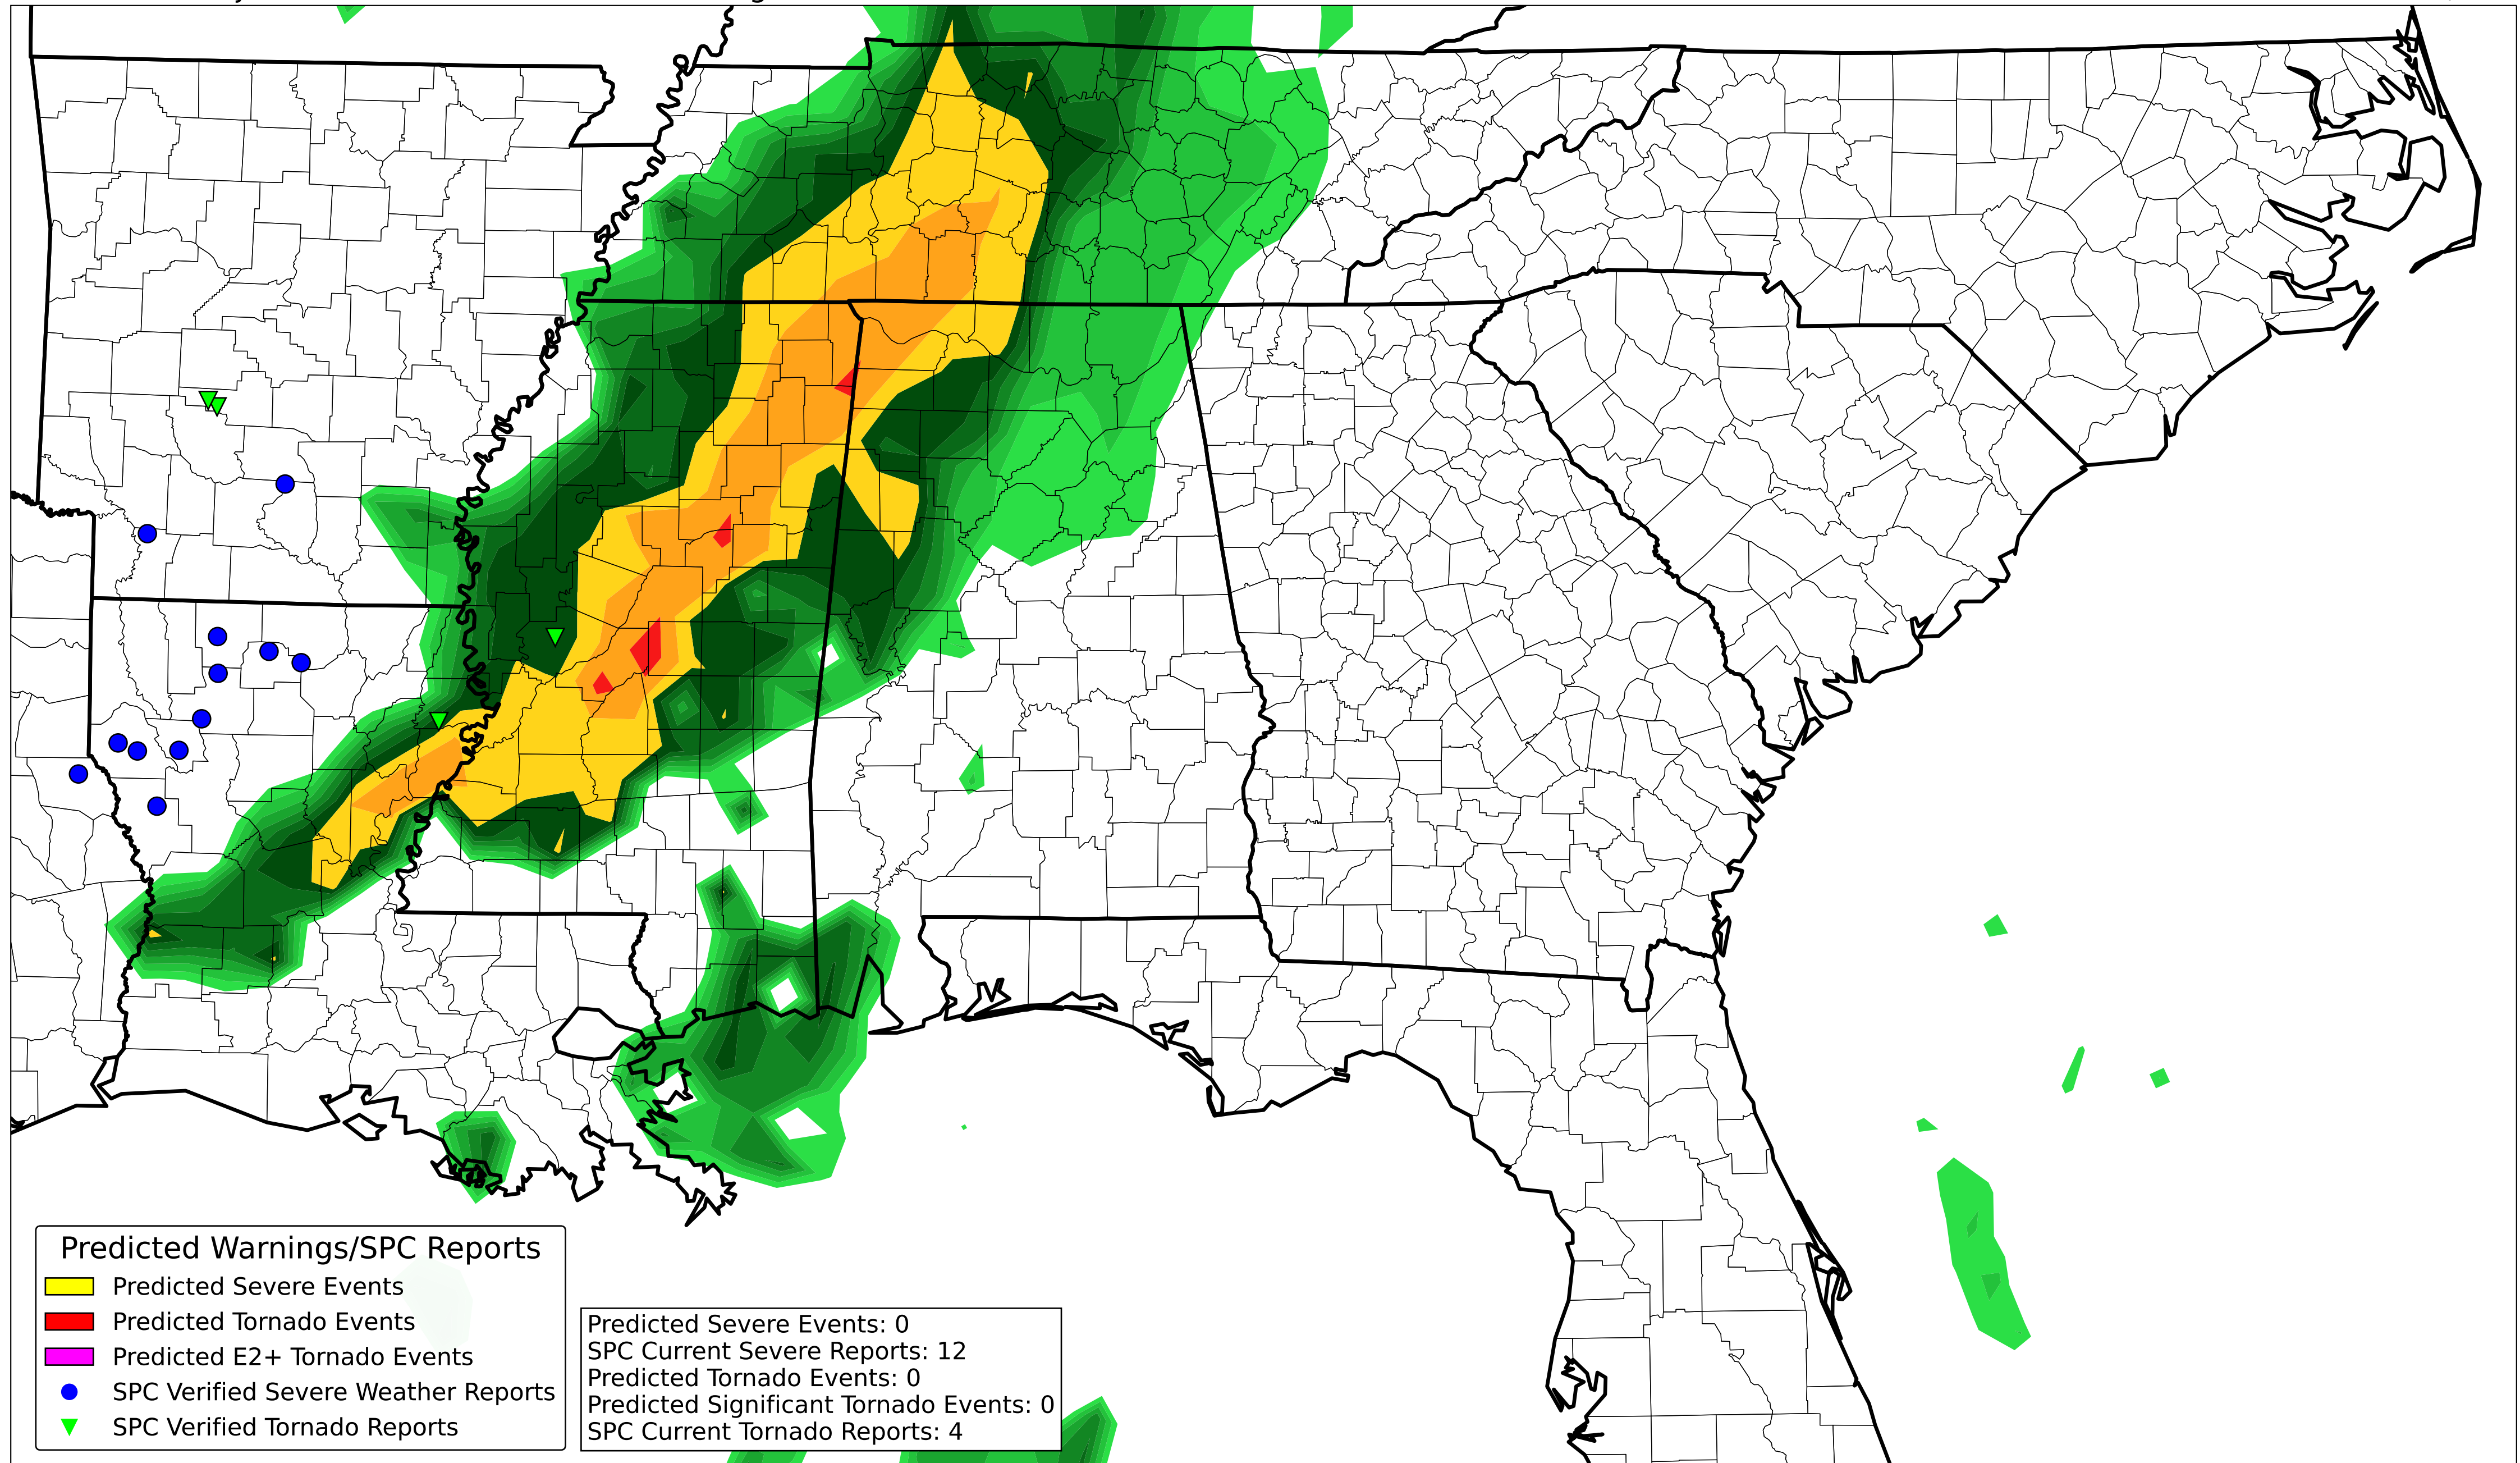 Predicted Warnings/SPC Reports
Predicted Severe Events
Predicted Tornado Events
Predicted E2+ Tornado Events
SPC Verified Severe Weather Reports
SPC Verified Tornado Reports
Predicted Severe Events: 0
SPC Current Severe Reports: 12
Predicted Tornado Events: 0
Predicted Significant Tornado Events: 0
SPC Current Tornado Reports: 4